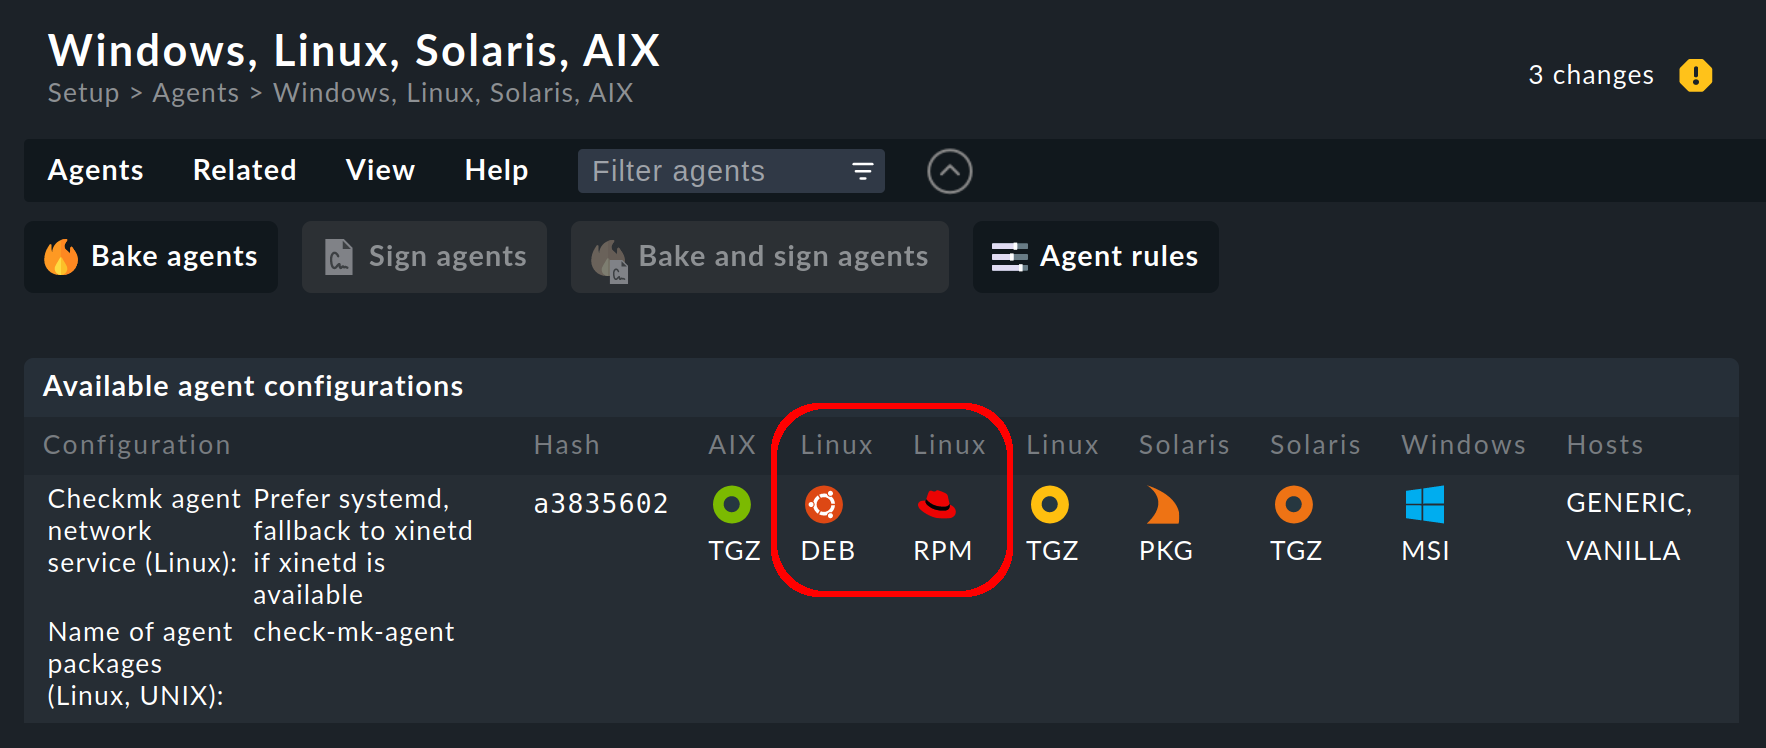 Windows, Linux, Solaris, AIX
Setup > Agents > Windows, Linux, Solaris, AIX
3 changes
Agents Related View Help Filter agents
Bake agents Sign agents Bake and sign agents Agent rules
Available agent configurations
Configuration Hash AIX Linux Linux Linux Solaris Solaris Windows Hosts
Checkmk agent network service (Linux): Prefer systemd, fallback to xinetd if xinetd is available a3835602 TGZ DEB RPM TGZ PKG TGZ MSI GENERIC, VANILLA
Name of agent packages (Linux, UNIX): check-mk-agent